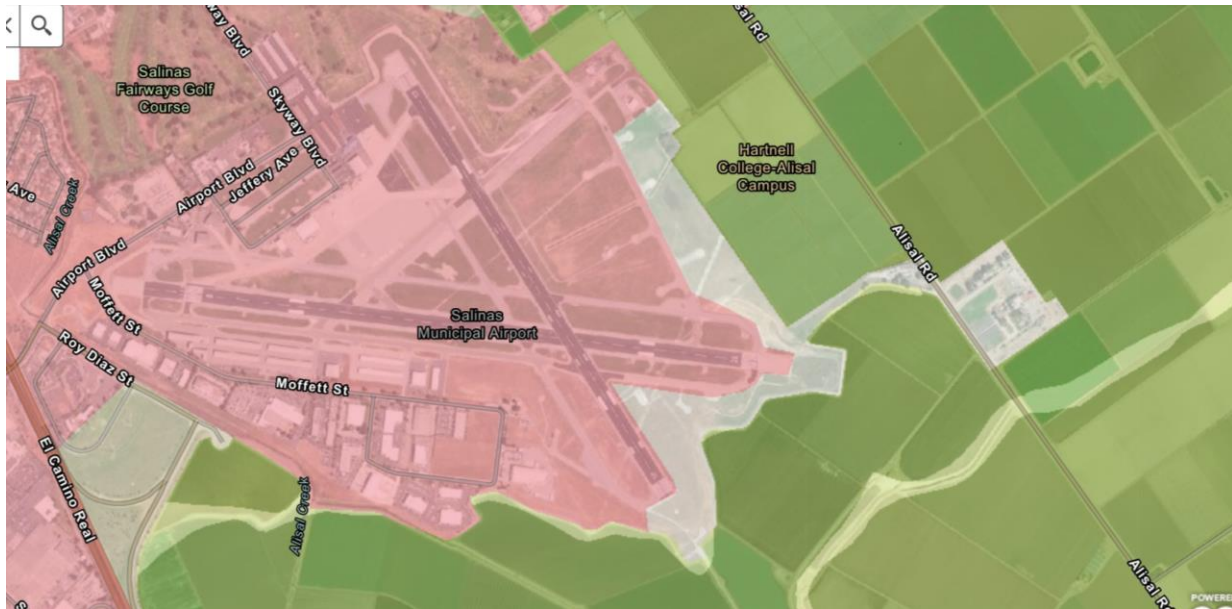 way Blvd
Alisal Rd
Salinas
Fairways Golf
Course
Skyway Blvd
Hartnell
College-Alisal
Campus
Airport Blvd
Jeffery Ave
Ave
Alisal Creek
Alisal Rd
Airport Blvd
Moffett St
Salinas
Municipal Airport
Roy Diaz St
Moffett St
El Camino Real
Alisal Creek
Alisal Rd
POWERE
S